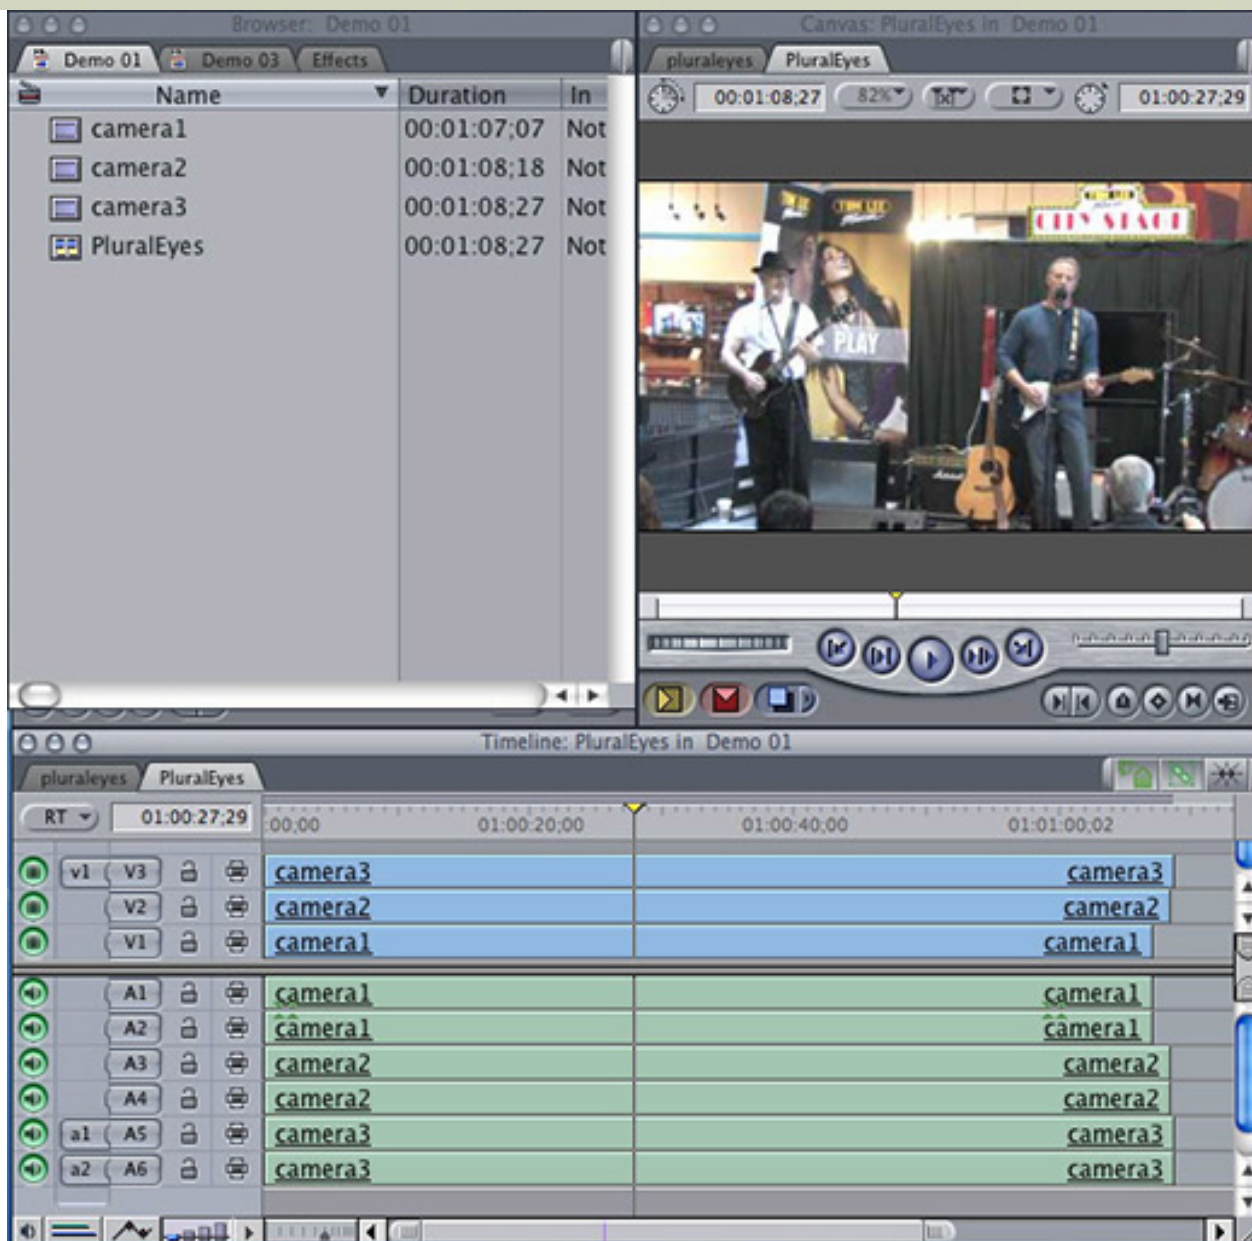 Browser: Demo 01
Demo 01
Demo 03
Effects
Name
Duration
In
camera1
00:01:07;07
Not
camera2
00:01:08;18
Not
camera3
00:01:08;27
Not
PluralEyes
00:01:08;27
Not
Canvas: PluralEyes in Demo 01
pluraleyes
PluralEyes
00:01:08;27
82%
01:00:27;29
TOM LEE
Music
TOM LEE
CITY STAGE
PLAY
Timeline: PluralEyes in Demo 01
pluraleyes
PluralEyes
RT
01:00:27;29
:00;00
01:00:20;00
01:00:40;00
01:01:00;02
v1
V3
camera3
camera3
V2
camera2
camera2
V1
camera1
camera1
A1
camera1
camera1
A2
camera1
camera1
A3
camera2
camera2
A4
camera2
camera2
a1
A5
camera3
camera3
a2
A6
camera3
camera3